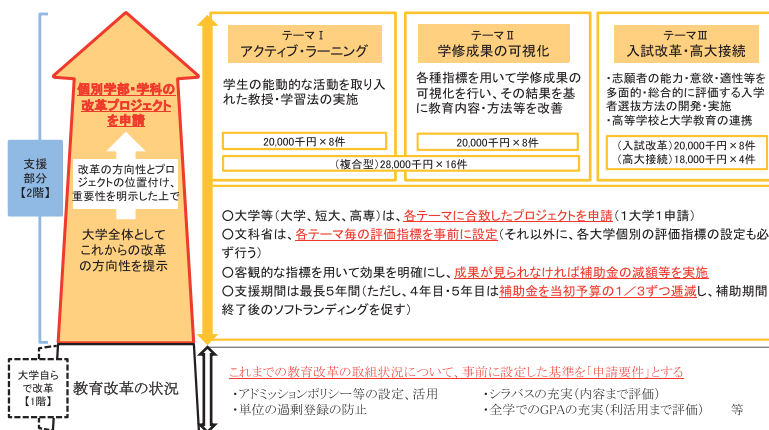 個別学部・学科の
改革プロジェクト
を申請
改革の方向性とプロ
ジェクトの位置付け、
重要性を明示した上で
大学全体として
これからの改革
の方向性を提示
支援
部分
【2階】
テーマⅠ
アクティブ・ラーニング
学生の能動的な活動を取り入
れた教授・学習法の実施
20,000千円×8件
テーマⅡ
学修成果の可視化
各種指標を用いて学修成果の
可視化を行い、その結果を基
に教育内容・方法等を改善
20,000千円×8件
(複合型)28,000千円×16件
テーマⅢ
入試改革・高大接続
・志願者の能力・意欲・適性等を
多面的・総合的に評価する入学
者選抜方法の開発・実施
・高等学校と大学教育の連携
(入試改革)20,000千円×8件
(高大接続)18,000千円×4件
○大学等(大学、短大、高専)は、各テーマに合致したプロジェクトを申請(1大学1申請)
○文科省は、各テーマ毎の評価指標を事前に設定(それ以外に、各大学個別の評価指標の設定も必
ず行う)
○客観的な指標を用いて効果を明確にし、成果が見られなければ補助金の減額等を実施
○支援期間は最長5年間(ただし、4年目・5年目は補助金を当初予算の1/3ずつ逓減し、補助期間
終了後のソフトランディングを促す)
大学自ら
で改革
【1階】
教育改革の状況
これまでの教育改革の取組状況について、事前に設定した基準を「申請要件」とする
・アドミッションポリシー等の設定、活用
・シラバスの充実(内容まで評価)
・単位の過剰登録の防止
・全学でのGPAの充実(利活用まで評価) 等